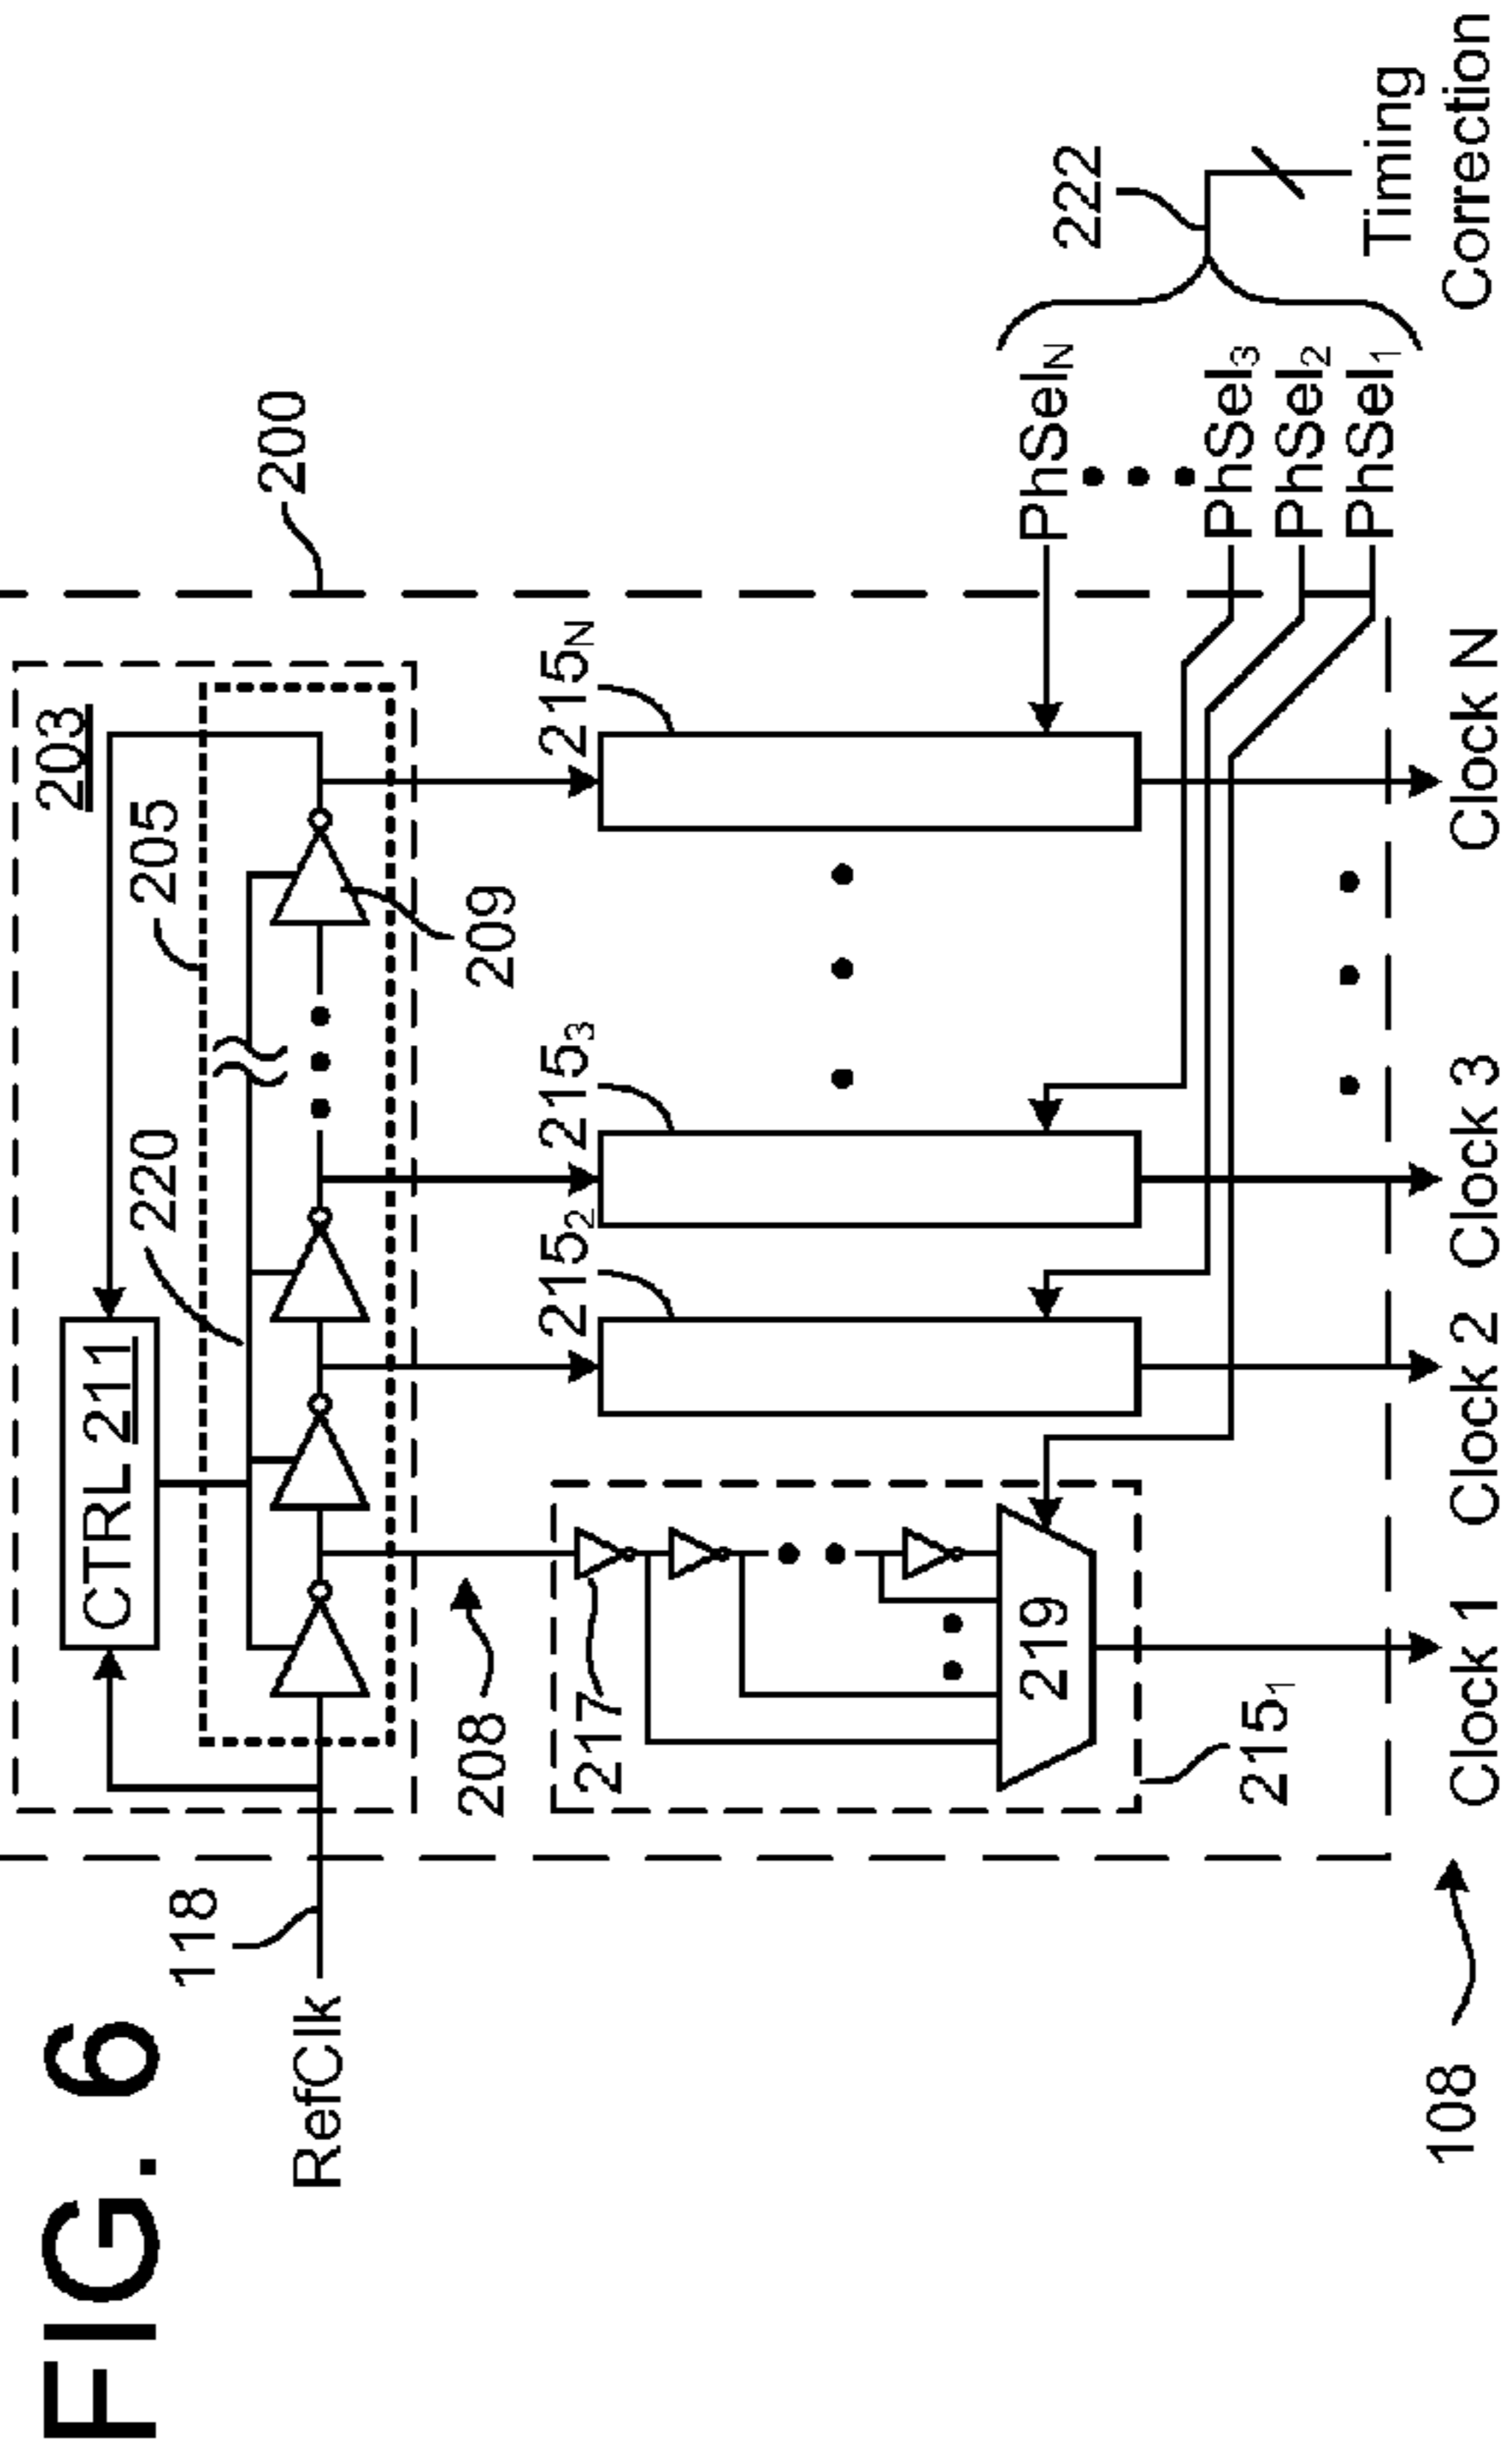 FIG. 6
203
205
220
CTRL 211
200
118
RefClk
209
208
217
215₁
215₂
215₃
215N
219
PhSelN
PhSel₃
PhSel₂
PhSel₁
222
Timing
Correction
108
Clock 1
Clock 2
Clock 3
Clock N